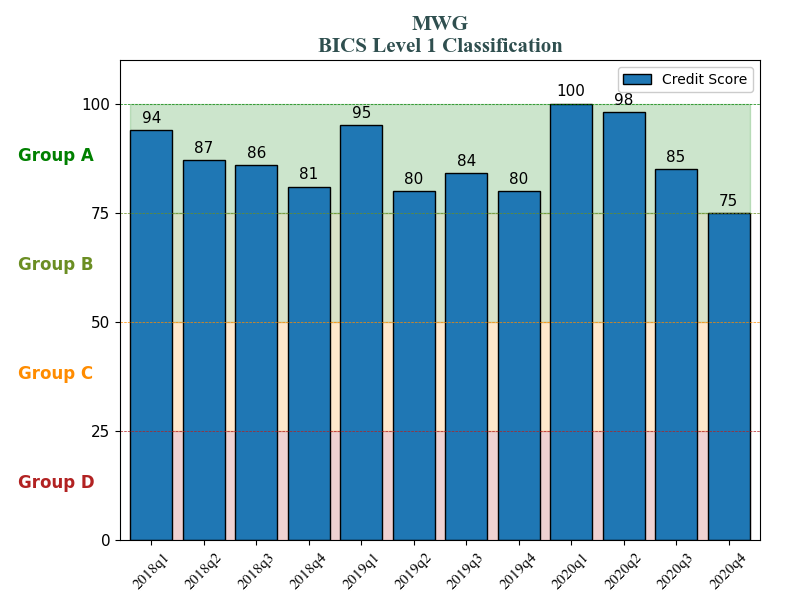 MWG
BICS Level 1 Classification
Credit Score
100
75
50
25
0
Group A
Group B
Group C
Group D
94
87
86
81
95
80
84
80
100
98
85
75
2018q1
2018q2
2018q3
2018q4
2019q1
2019q2
2019q3
2019q4
2020q1
2020q2
2020q3
2020q4